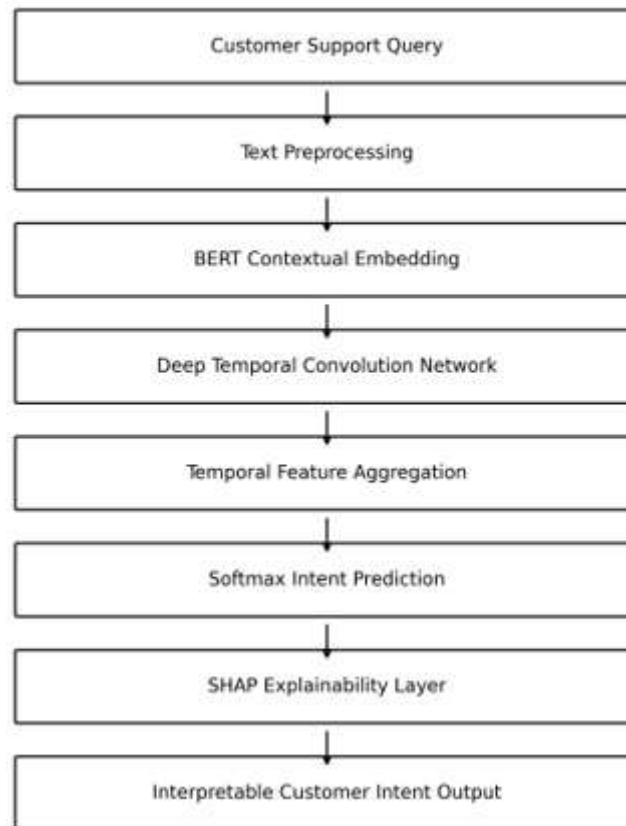 Customer Support Query
Text Preprocessing
BERT Contextual Embedding
Deep Temporal Convolution Network
Temporal Feature Aggregation
Softmax Intent Prediction
SHAP Explainability Layer
Interpretable Customer Intent Output